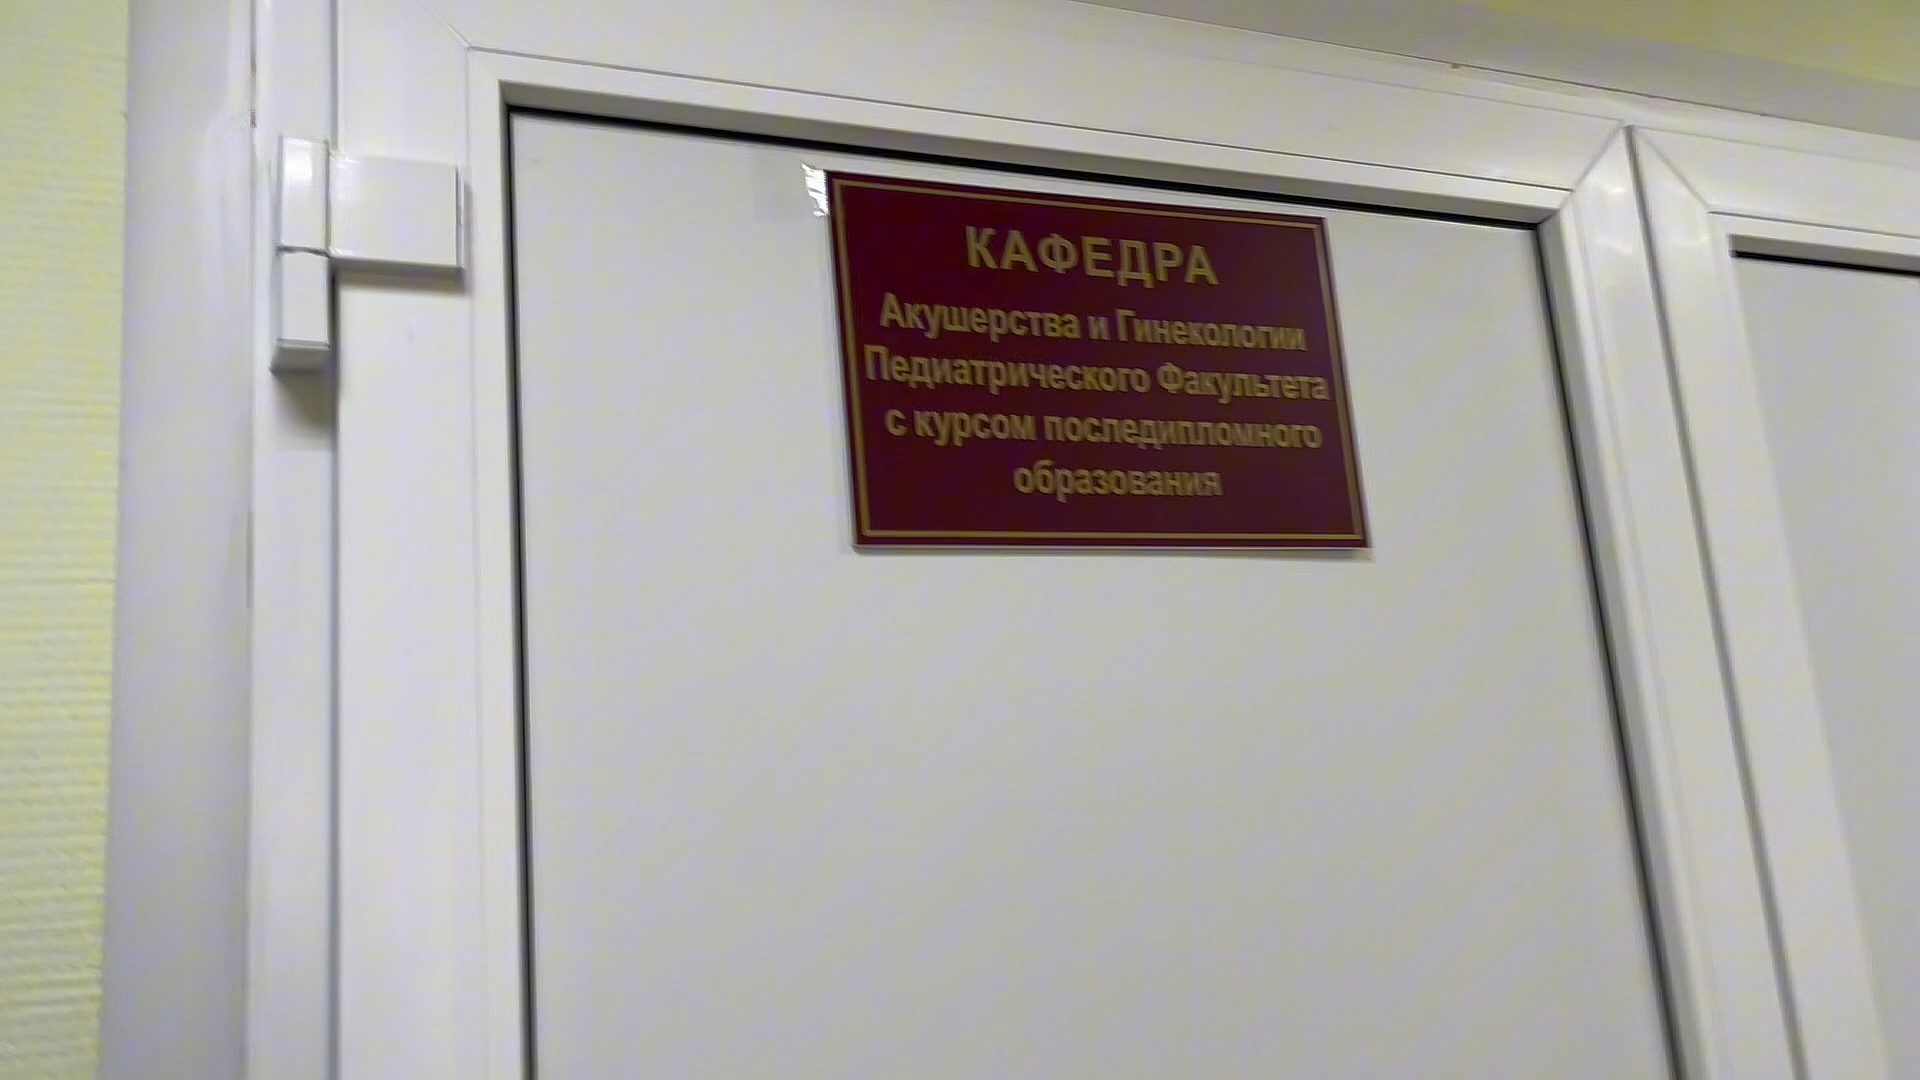 КАФЕДРА
Акушерства и Гинекологии
Педиатрического Факультета
с курсом последипломного
образования